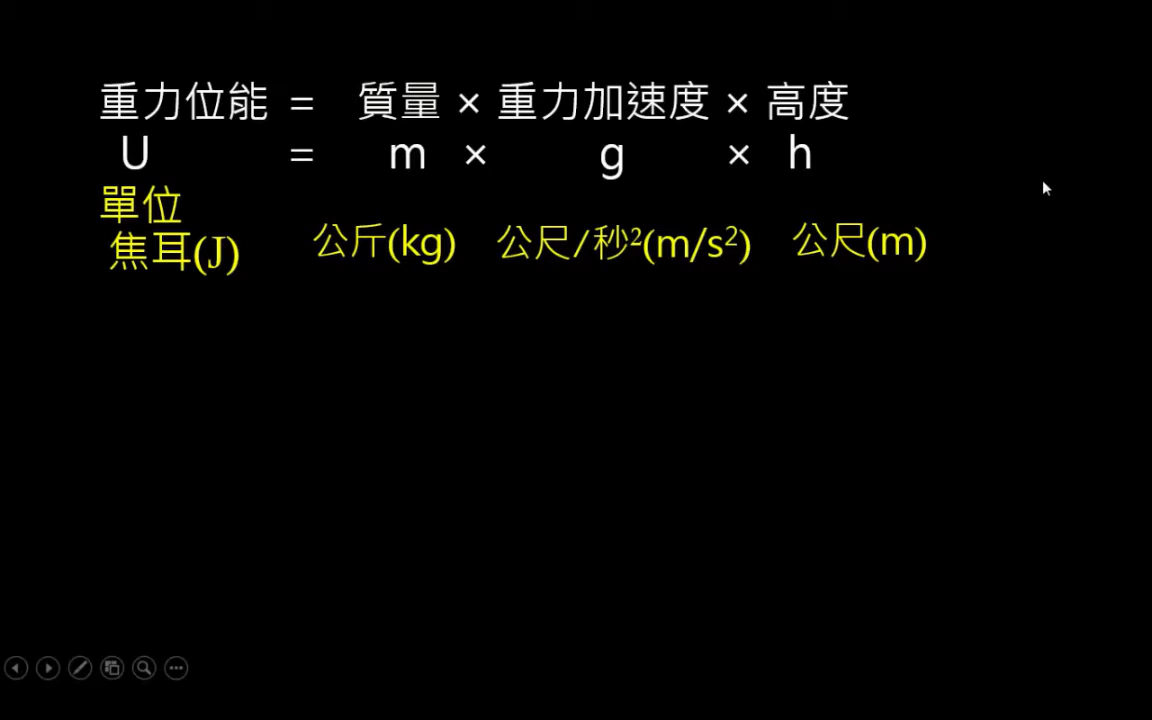 重力位能 = 質量 × 重力加速度 × 高度
U = m × g × h
單位
焦耳(J) 公斤(kg) 公尺/秒²(m/s²) 公尺(m)